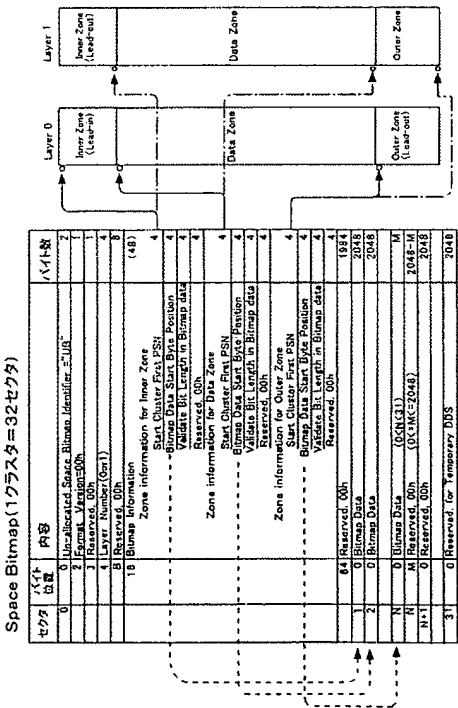 Space Bitmap(1クラスタ=32セクタ)
セクタ バイト位置 内容 バイト数
0 0 Unallocated Space Bitmap Identifier ="UB" 2
2 Format Version=00h 1
3 Reserved, 00h 1
4 Layer Number(0or1) 4
8 Reserved, 00h 8
16 Bitmap Information (48)
Zone information for Inner Zone
Start Cluster First PSN 4
Bitmap Data Start Byte Position 4
Validate Bit Length in Bitmap data 4
Reserved, 00h 4
Zone information for Data Zone
Start Cluster First PSN 4
Bitmap Data Start Byte Position 4
Validate Bit Length in Bitmap data 4
Reserved, 00h 4
Zone information for Outer Zone
Start Cluster First PSN 4
Bitmap Data Start Byte Position 4
Validate Bit Length in Bitmap data 4
Reserved, 00h 4
64 Reserved, 00h 1984
1 0 Bitmap Data 2048
2 0 Bitmap Data 2048
N 0 Bitmap Data (0<N<31) M
N M Reserved, 00h (0<M<=2048) 2048-M
N+1 0 Reserved, 00h 2048
31 0 Reserved, for Temporary DDS 2048
Layer 0
Inner Zone
(Lead-in)
Data Zone
Outer Zone
(Lead-out)
Layer 1
Inner Zone
(Lead-out)
Data Zone
Outer Zone